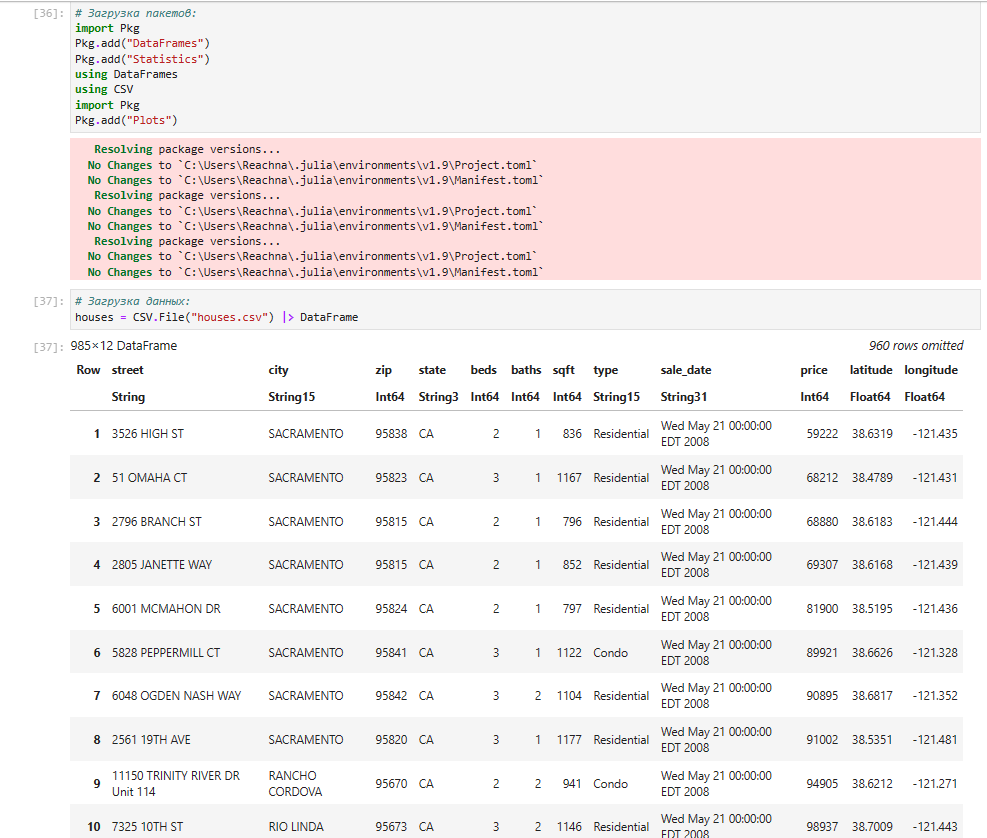 [36]: # Загрузка пакетов:
import Pkg
Pkg.add("DataFrames")
Pkg.add("Statistics")
using DataFrames
using CSV
import Pkg
Pkg.add("Plots")
Resolving package versions...
No Changes to `C:\Users\Reachna\.julia\environments\v1.9\Project.toml`
No Changes to `C:\Users\Reachna\.julia\environments\v1.9\Manifest.toml`
Resolving package versions...
No Changes to `C:\Users\Reachna\.julia\environments\v1.9\Project.toml`
No Changes to `C:\Users\Reachna\.julia\environments\v1.9\Manifest.toml`
Resolving package versions...
No Changes to `C:\Users\Reachna\.julia\environments\v1.9\Project.toml`
No Changes to `C:\Users\Reachna\.julia\environments\v1.9\Manifest.toml`
[37]: # Загрузка данных:
houses = CSV.File("houses.csv") |> DataFrame
[37]: 985×12 DataFrame 960 rows omitted
Row street city zip state beds baths sqft type sale_date price latitude longitude
String String15 Int64 String3 Int64 Int64 Int64 String15 String31 Int64 Float64 Float64
1 3526 HIGH ST SACRAMENTO 95838 CA 2 1 836 Residential Wed May 21 00:00:00 59222 38.6319 -121.435
EDT 2008
2 51 OMAHA CT SACRAMENTO 95823 CA 3 1 1167 Residential Wed May 21 00:00:00 68212 38.4789 -121.431
EDT 2008
3 2796 BRANCH ST SACRAMENTO 95815 CA 2 1 796 Residential Wed May 21 00:00:00 68880 38.6183 -121.444
EDT 2008
4 2805 JANETTE WAY SACRAMENTO 95815 CA 2 1 852 Residential Wed May 21 00:00:00 69307 38.6168 -121.439
EDT 2008
5 6001 MCMAHON DR SACRAMENTO 95824 CA 2 1 797 Residential Wed May 21 00:00:00 81900 38.5195 -121.436
EDT 2008
6 5828 PEPPERMILL CT SACRAMENTO 95841 CA 3 1 1122 Condo Wed May 21 00:00:00 89921 38.6626 -121.328
EDT 2008
7 6048 OGDEN NASH WAY SACRAMENTO 95842 CA 3 2 1104 Residential Wed May 21 00:00:00 90895 38.6817 -121.352
EDT 2008
8 2561 19TH AVE SACRAMENTO 95820 CA 3 1 1177 Residential Wed May 21 00:00:00 91002 38.5351 -121.481
EDT 2008
9 11150 TRINITY RIVER DR RANCHO 95670 CA 2 2 941 Condo Wed May 21 00:00:00 94905 38.6212 -121.271
Unit 114 CORDOVA EDT 2008
10 7325 10TH ST RIO LINDA 95673 CA 3 2 1146 Residential Wed May 21 00:00:00 98937 38.7009 -121.443
EDT 2008